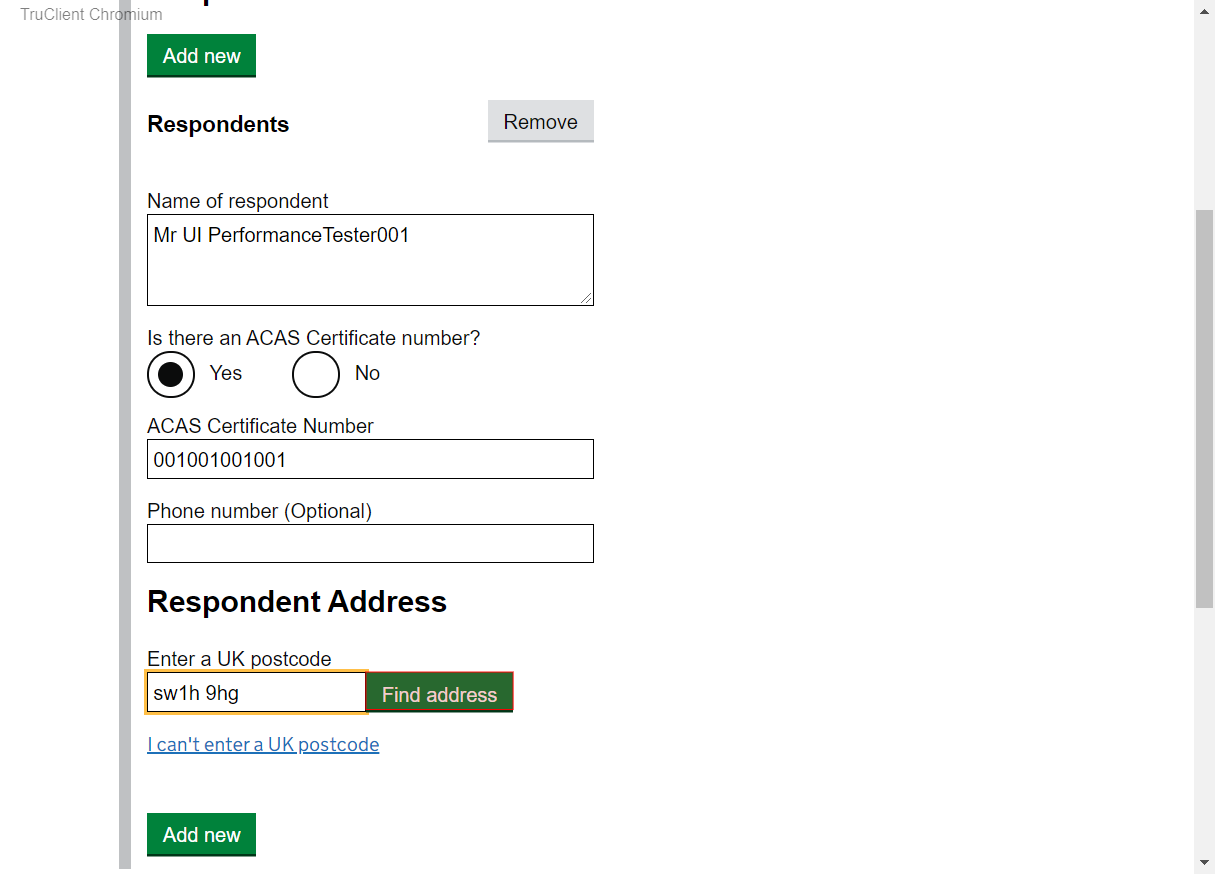 TruClient Chromium
Add new
Respondents
Remove
Name of respondent
Mr UI PerformanceTester001
Is there an ACAS Certificate number?
Yes
No
ACAS Certificate Number
001001001001
Phone number (Optional)
Respondent Address
Enter a UK postcode
sw1h 9hg
Find address
I can't enter a UK postcode
Add new